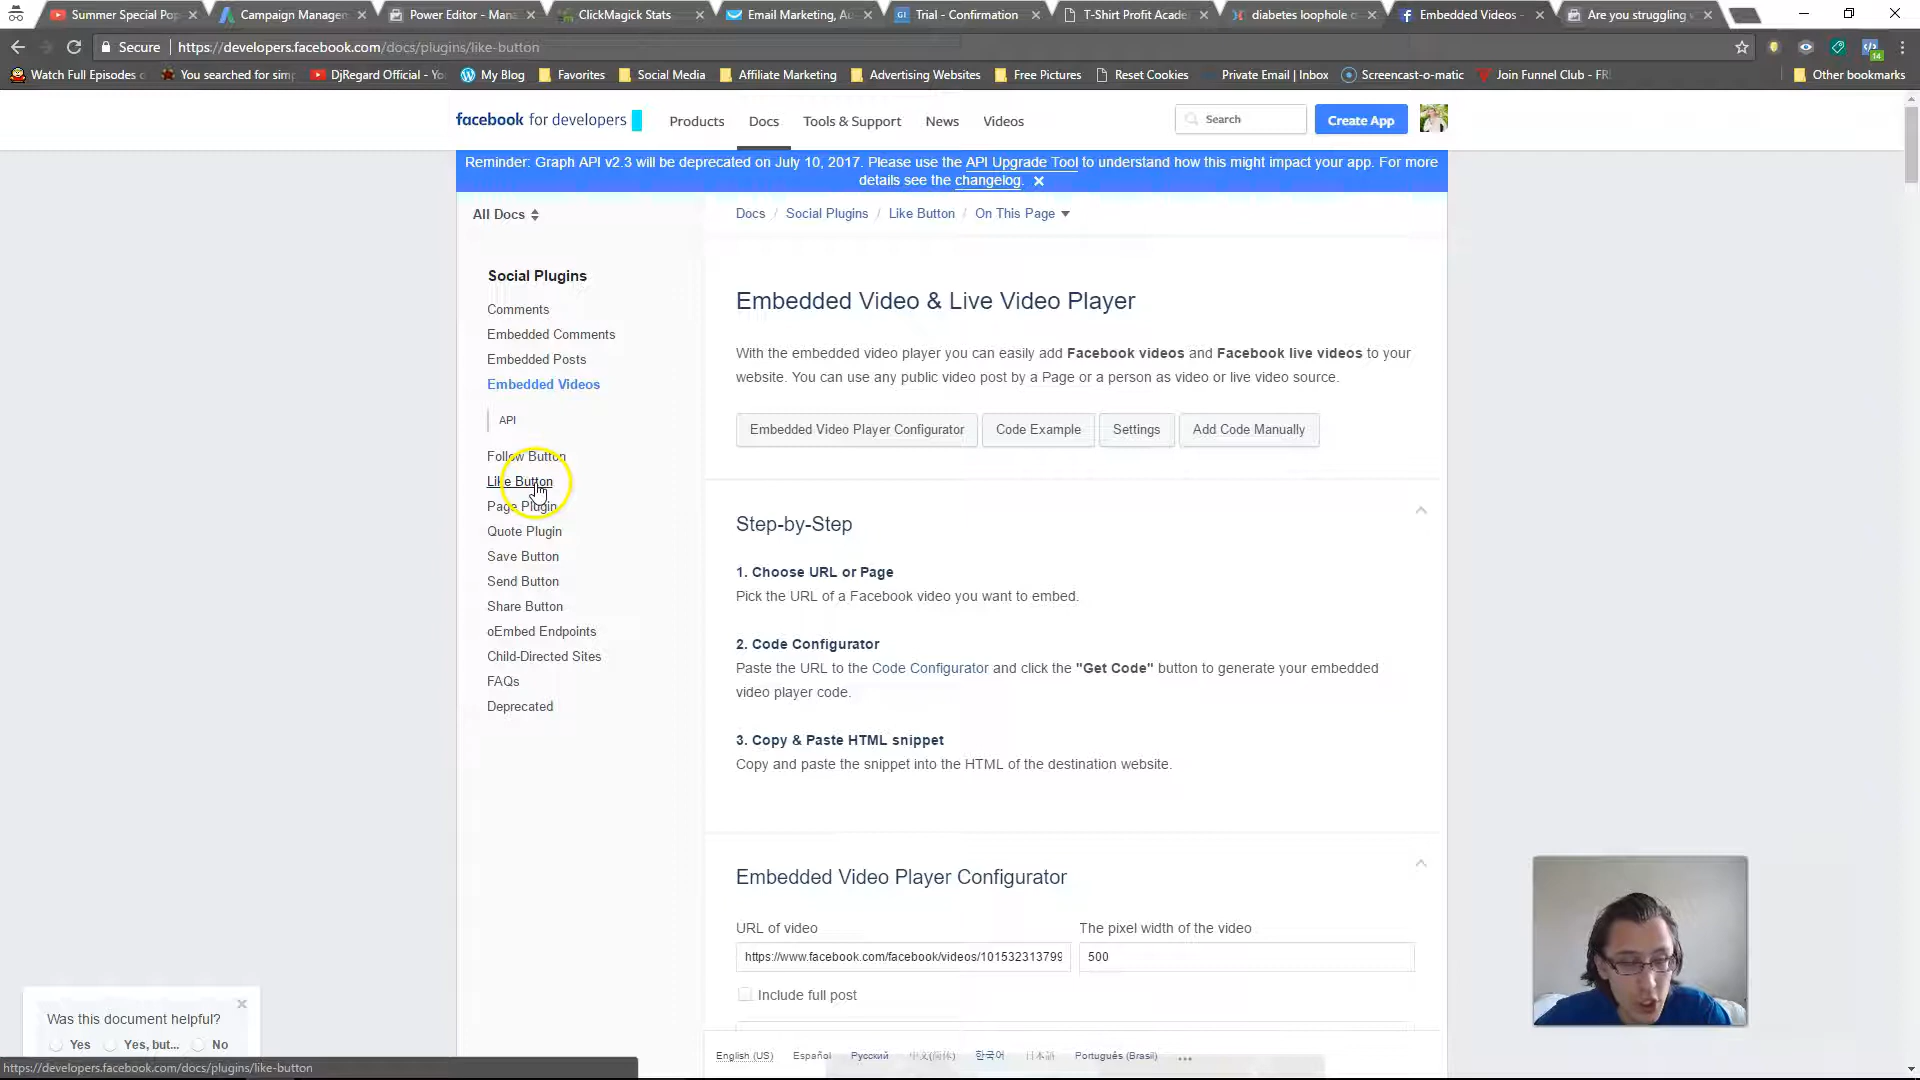 Summer Special Pop
Campaign Managem
Power Editor - Mana
ClickMagick Stats
Email Marketing, Au
Trial - Confirmation
T-Shirt Profit Acade
diabetes loophole c
Embedded Videos -
Are you struggling w
Secure https://developers.facebook.com/docs/plugins/like-button
Watch Full Episodes o
You searched for sim
DjRegard Official - Yo
My Blog
Favorites
Social Media
Affiliate Marketing
Advertising Websites
Free Pictures
Reset Cookies
Private Email | Inbox
Screencast-o-matic
Join Funnel Club - FR
Other bookmarks
facebook for developers
Products
Docs
Tools & Support
News
Videos
Search
Create App
Reminder: Graph API v2.3 will be deprecated on July 10, 2017. Please use the API Upgrade Tool to understand how this might impact your app. For more
details see the changelog. ×
All Docs
Docs / Social Plugins / Like Button / On This Page
Social Plugins
Comments
Embedded Comments
Embedded Posts
Embedded Videos
API
Follow Button
Like Button
Page Plugin
Quote Plugin
Save Button
Send Button
Share Button
oEmbed Endpoints
Child-Directed Sites
FAQs
Deprecated
Embedded Video & Live Video Player
With the embedded video player you can easily add Facebook videos and Facebook live videos to your
website. You can use any public video post by a Page or a person as video or live video source.
Embedded Video Player Configurator
Code Example
Settings
Add Code Manually
Step-by-Step
1. Choose URL or Page
Pick the URL of a Facebook video you want to embed.
2. Code Configurator
Paste the URL to the Code Configurator and click the "Get Code" button to generate your embedded
video player code.
3. Copy & Paste HTML snippet
Copy and paste the snippet into the HTML of the destination website.
Embedded Video Player Configurator
URL of video
The pixel width of the video
https://www.facebook.com/facebook/videos/101532313799
500
Include full post
Was this document helpful?
Yes
Yes, but...
No
English (US)
Español
Русский
中文(简体)
한국어
日本語
Português (Brasil)
...
https://developers.facebook.com/docs/plugins/like-button
14